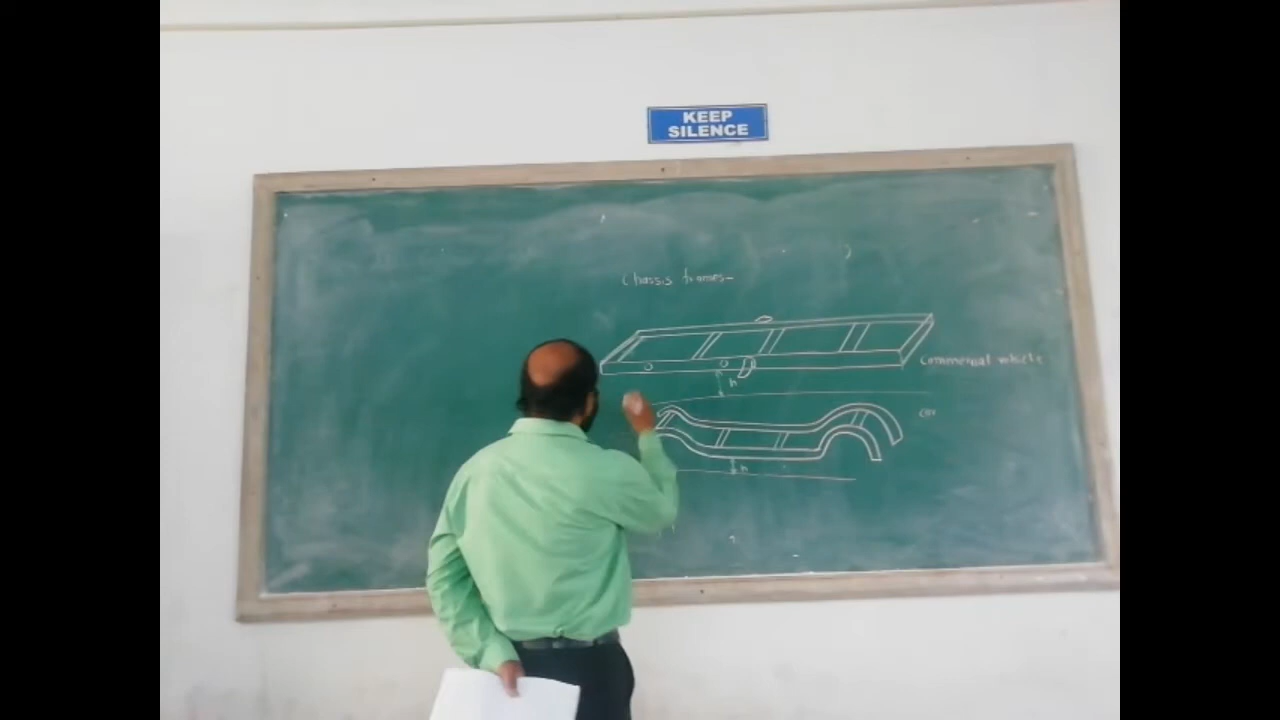 KEEP
SILENCE
Chassis frames-
Commercial vehicle
h
car
h